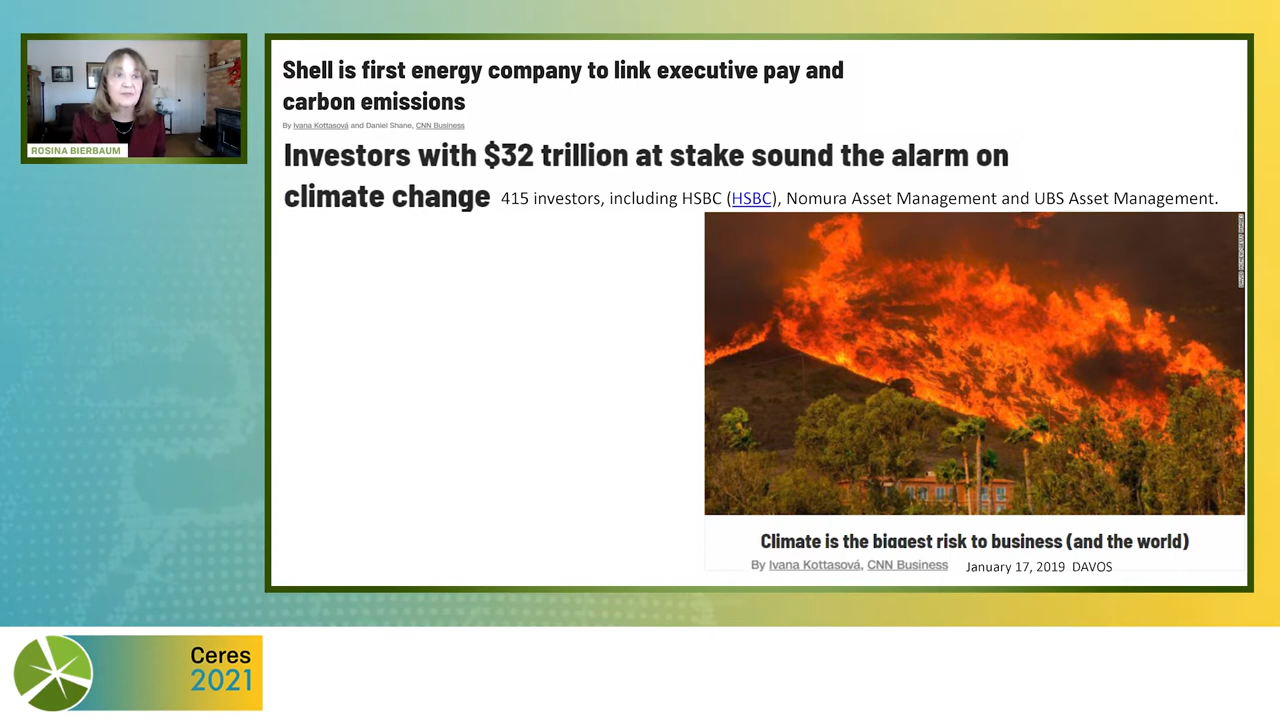 ROSINA BIERBAUM
Shell is first energy company to link executive pay and
carbon emissions
By Ivana Kottasová and Daniel Shane, CNN Business
Investors with $32 trillion at stake sound the alarm on
climate change 415 investors, including HSBC (HSBC), Nomura Asset Management and UBS Asset Management.
Climate is the biggest risk to business (and the world)
By Ivana Kottasová, CNN Business January 17, 2019 DAVOS
Ceres
2021